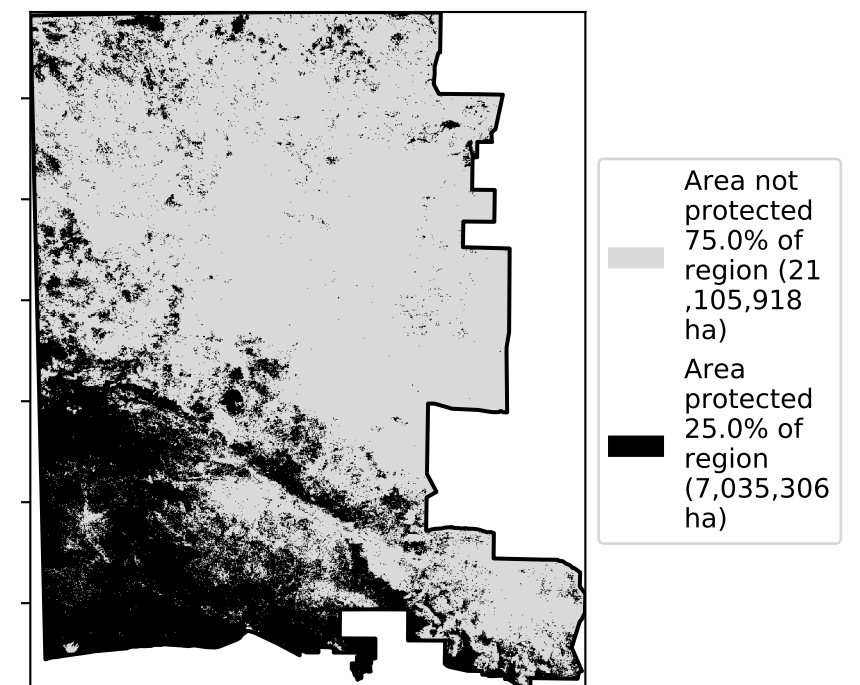 Area not
protected
75.0% of
region (21
,105,918
ha)
Area
protected
25.0% of
region
(7,035,306
ha)